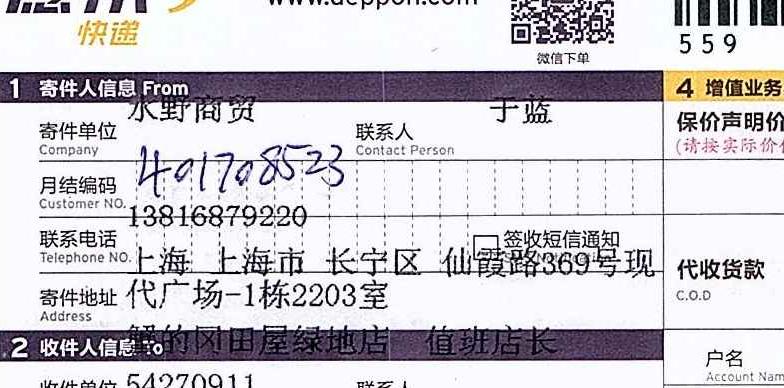 快递 www.deppon.com
微信下单
559
1 寄件人信息 From
4 增值业务
水野商贸 于蓝
寄件单位 联系人
Company Contact Person
保价声明价
(请按实际价
401708523
月结编码
Customer NO.
13816879220
联系电话 签收短信通知
Telephone NO.
上海 上海市 长宁区 仙霞路369号现
代收货款
C.O.D
寄件地址 代广场-1栋2203室
Address
蟹的冈田屋绿地店 值班店长
2 收件人信息 To
户名
Account Nam
收件单位 54270911 联系人